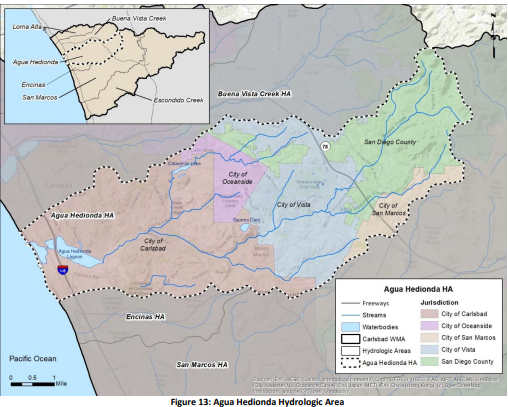 Buena Vista Creek
Loma Alta
Agua Hedionda
Encinas
San Marcos
Escondido Creek
N
Buena Vista Creek HA
78
San Diego County
Calavera Lake
City of
Oceanside
City of Vista
City of
San Marcos
Agua Hedionda HA
Squires Dam
Agua Hedionda
Lagoon
City of
Carlsbad
I-5
Encinas HA
San Marcos HA
Pacific Ocean
0 0.5 1
Mile
Agua Hedionda HA
Freeways
Streams
Waterbodies
Carlsbad WMA
Hydrologic Areas
Agua Hedionda HA
Jurisdiction
City of Carlsbad
City of Oceanside
City of San Marcos
City of Vista
San Diego County
Figure 13: Agua Hedionda Hydrologic Area